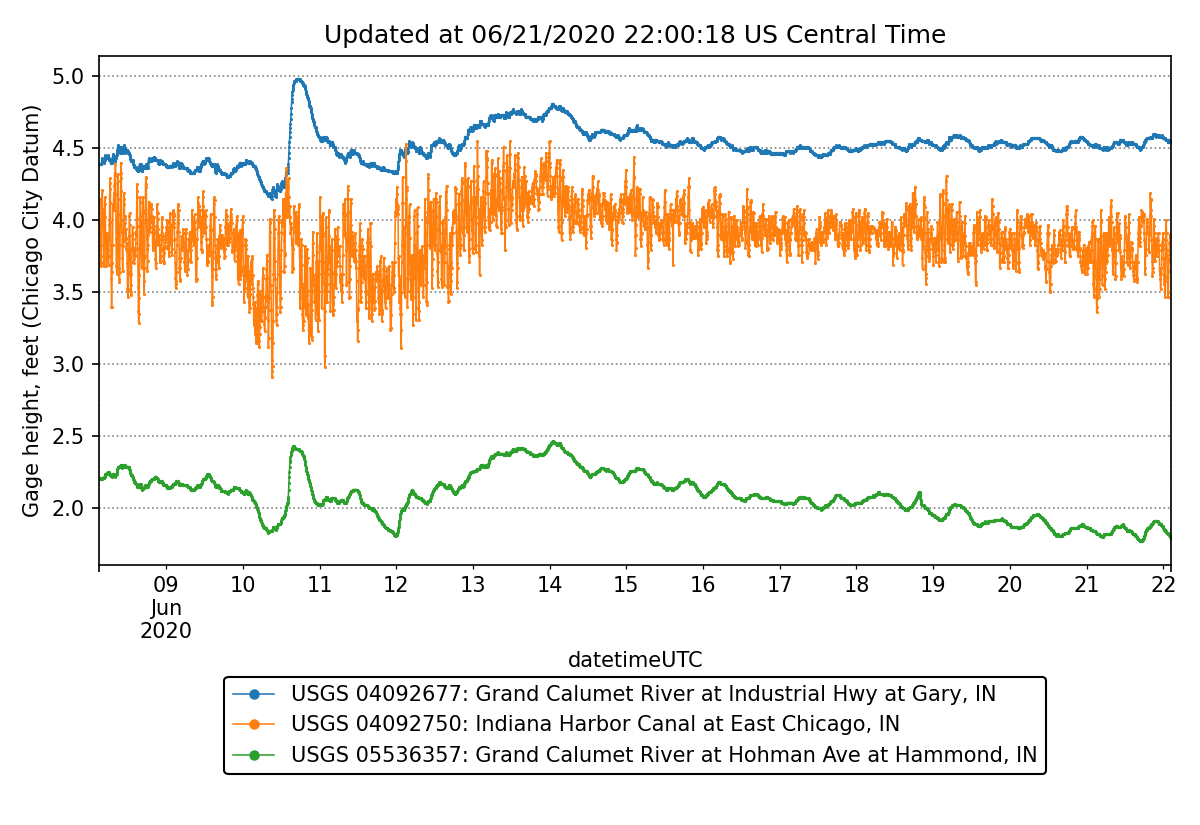 Updated at 06/21/2020 22:00:18 US Central Time
Gage height, feet (Chicago City Datum)
5.0
4.5
4.0
3.5
3.0
2.5
2.0
09 10 11 12 13 14 15 16 17 18 19 20 21 22
Jun
2020
datetimeUTC
USGS 04092677: Grand Calumet River at Industrial Hwy at Gary, IN
USGS 04092750: Indiana Harbor Canal at East Chicago, IN
USGS 05536357: Grand Calumet River at Hohman Ave at Hammond, IN